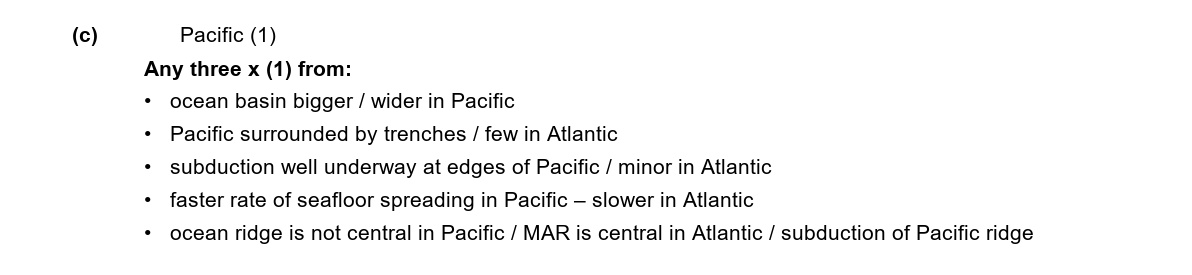 (c) Pacific (1)
Any three x (1) from:
• ocean basin bigger / wider in Pacific
• Pacific surrounded by trenches / few in Atlantic
• subduction well underway at edges of Pacific / minor in Atlantic
• faster rate of seafloor spreading in Pacific – slower in Atlantic
• ocean ridge is not central in Pacific / MAR is central in Atlantic / subduction of Pacific ridge